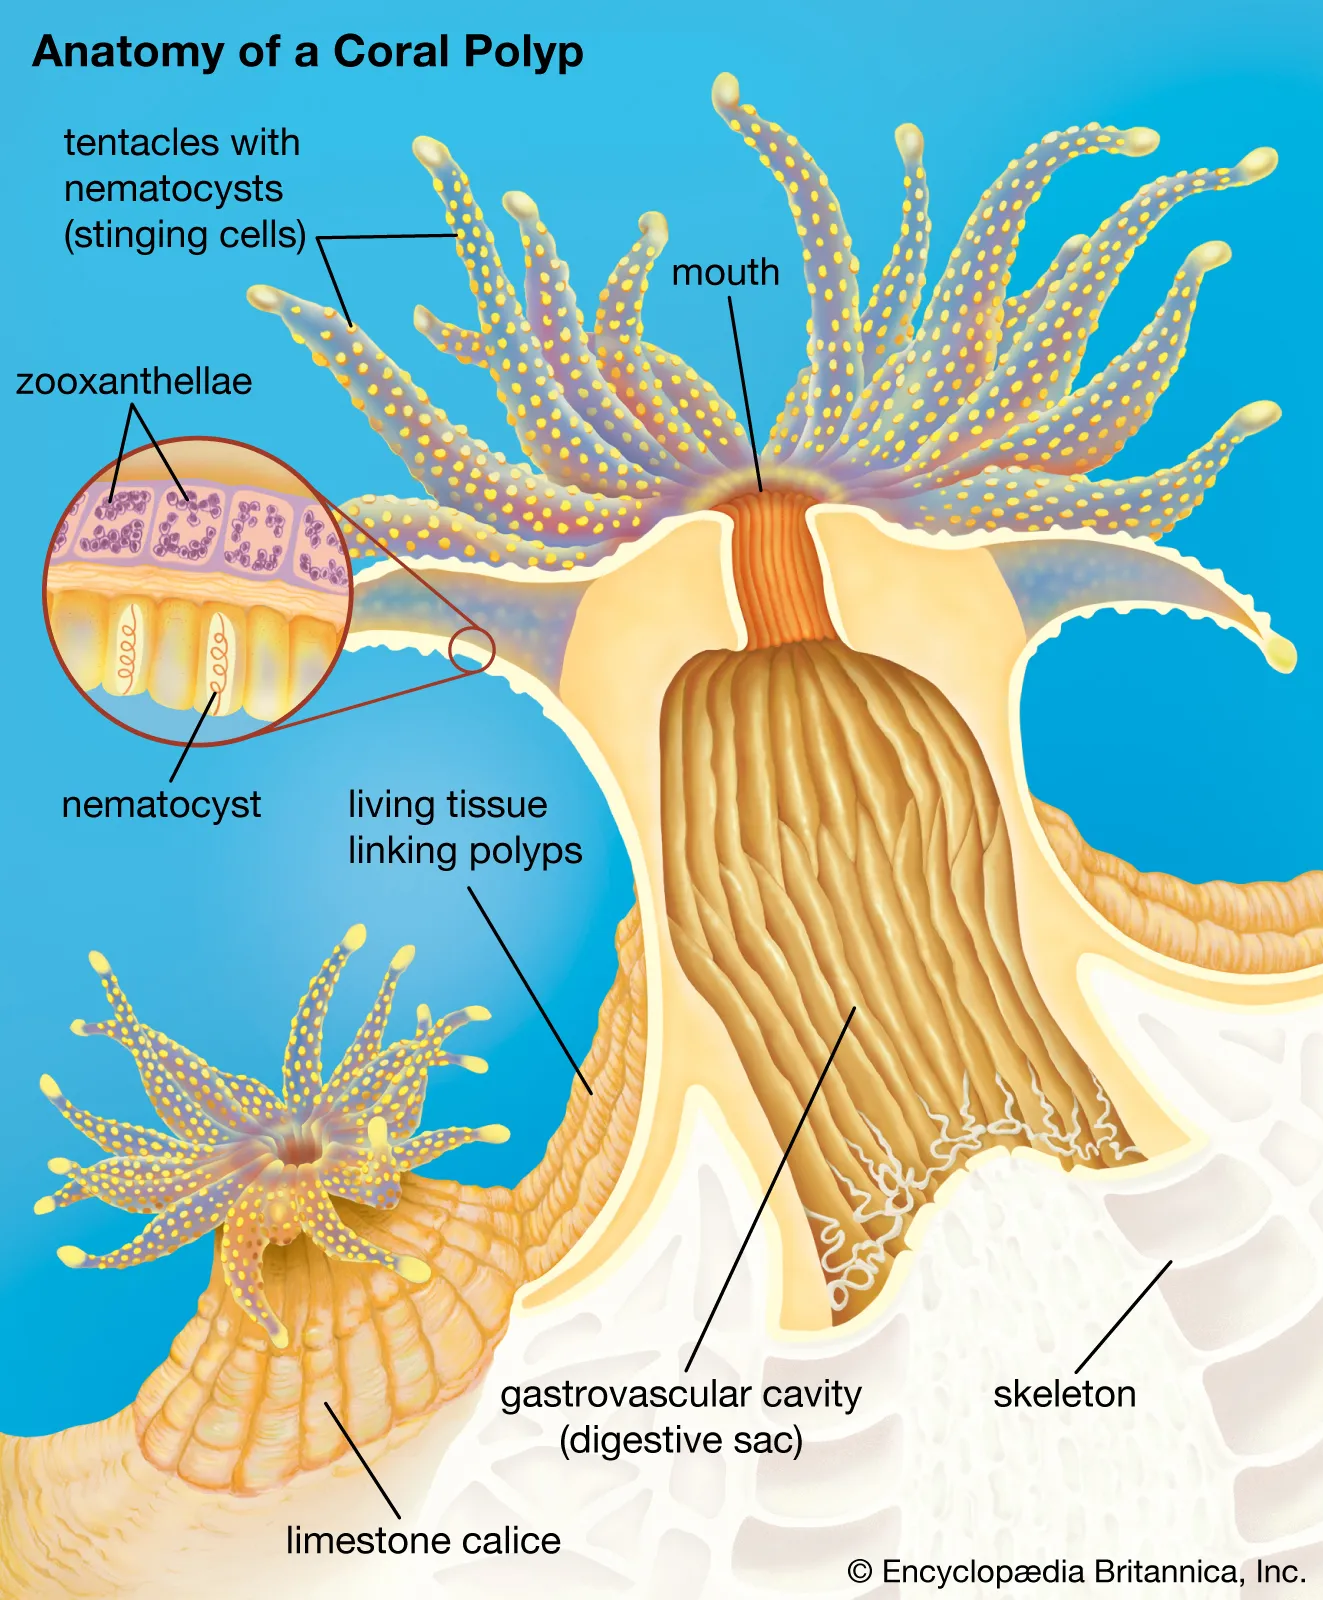 Anatomy of a Coral Polyp
tentacles with
nematocysts
(stinging cells)
mouth
zooxanthellae
nematocyst
living tissue
linking polyps
gastrovascular cavity
(digestive sac)
skeleton
limestone calice
© Encyclopædia Britannica, Inc.